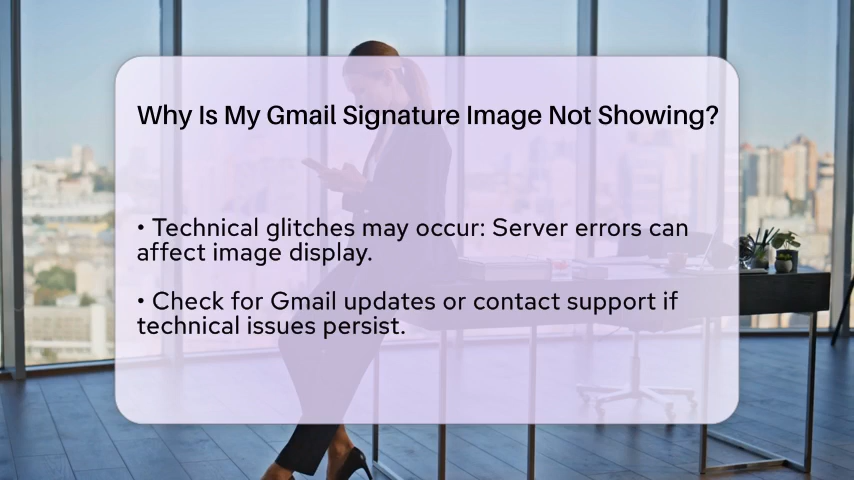 Why Is My Gmail Signature Image Not Showing?
• Technical glitches may occur: Server errors can
affect image display.
• Check for Gmail updates or contact support if
technical issues persist.